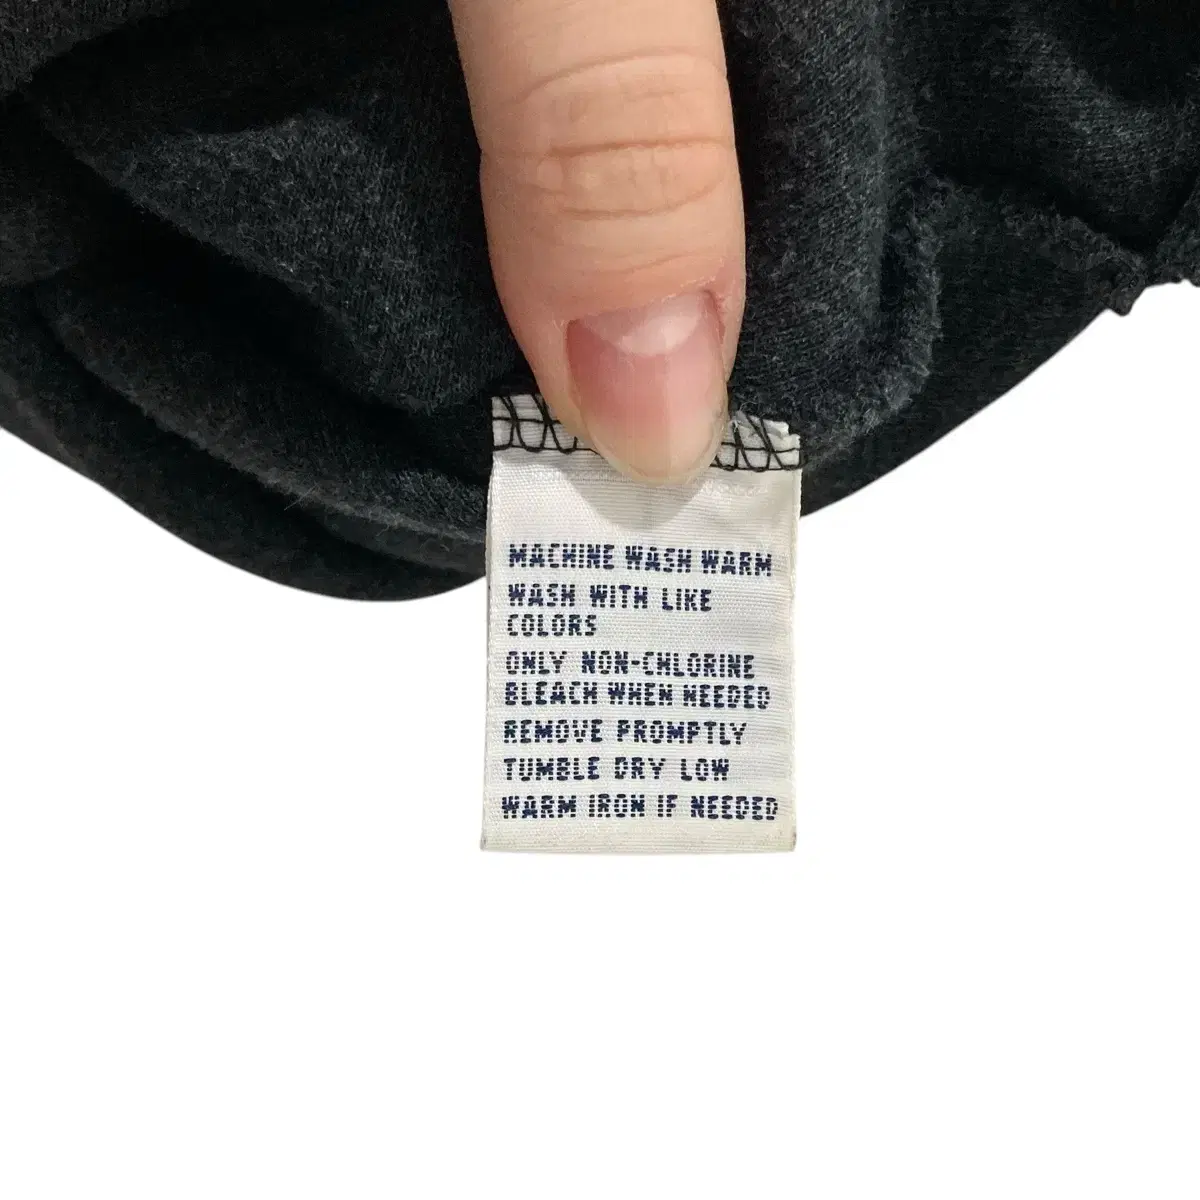 MACHINE WASH WARM
WASH WITH LIKE
COLORS
ONLY NON-CHLORINE
BLEACH WHEN NEEDED
REMOVE PROMPTLY
TUMBLE DRY LOW
WARM IRON IF NEEDED